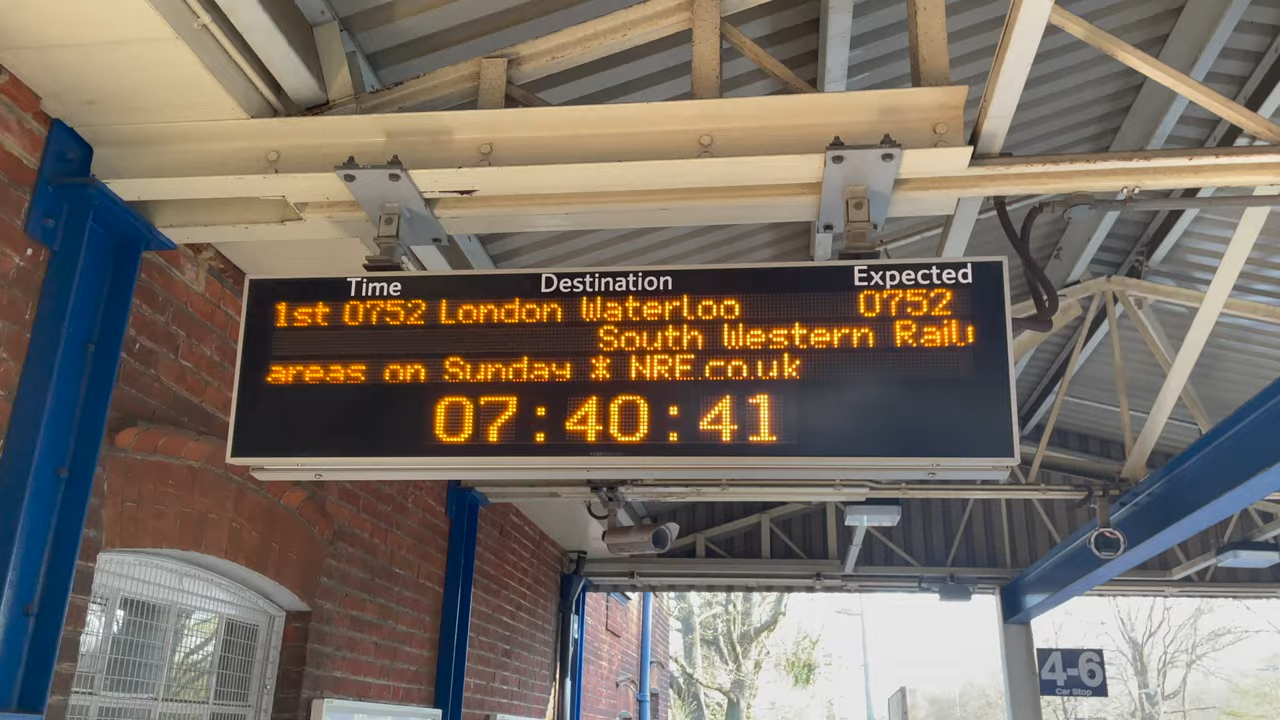 Time Destination Expected
1st 0752 London Waterloo 0752
South Western Railw
areas on Sunday * NRE.co.uk
07:40:41
4-6
Car Stop